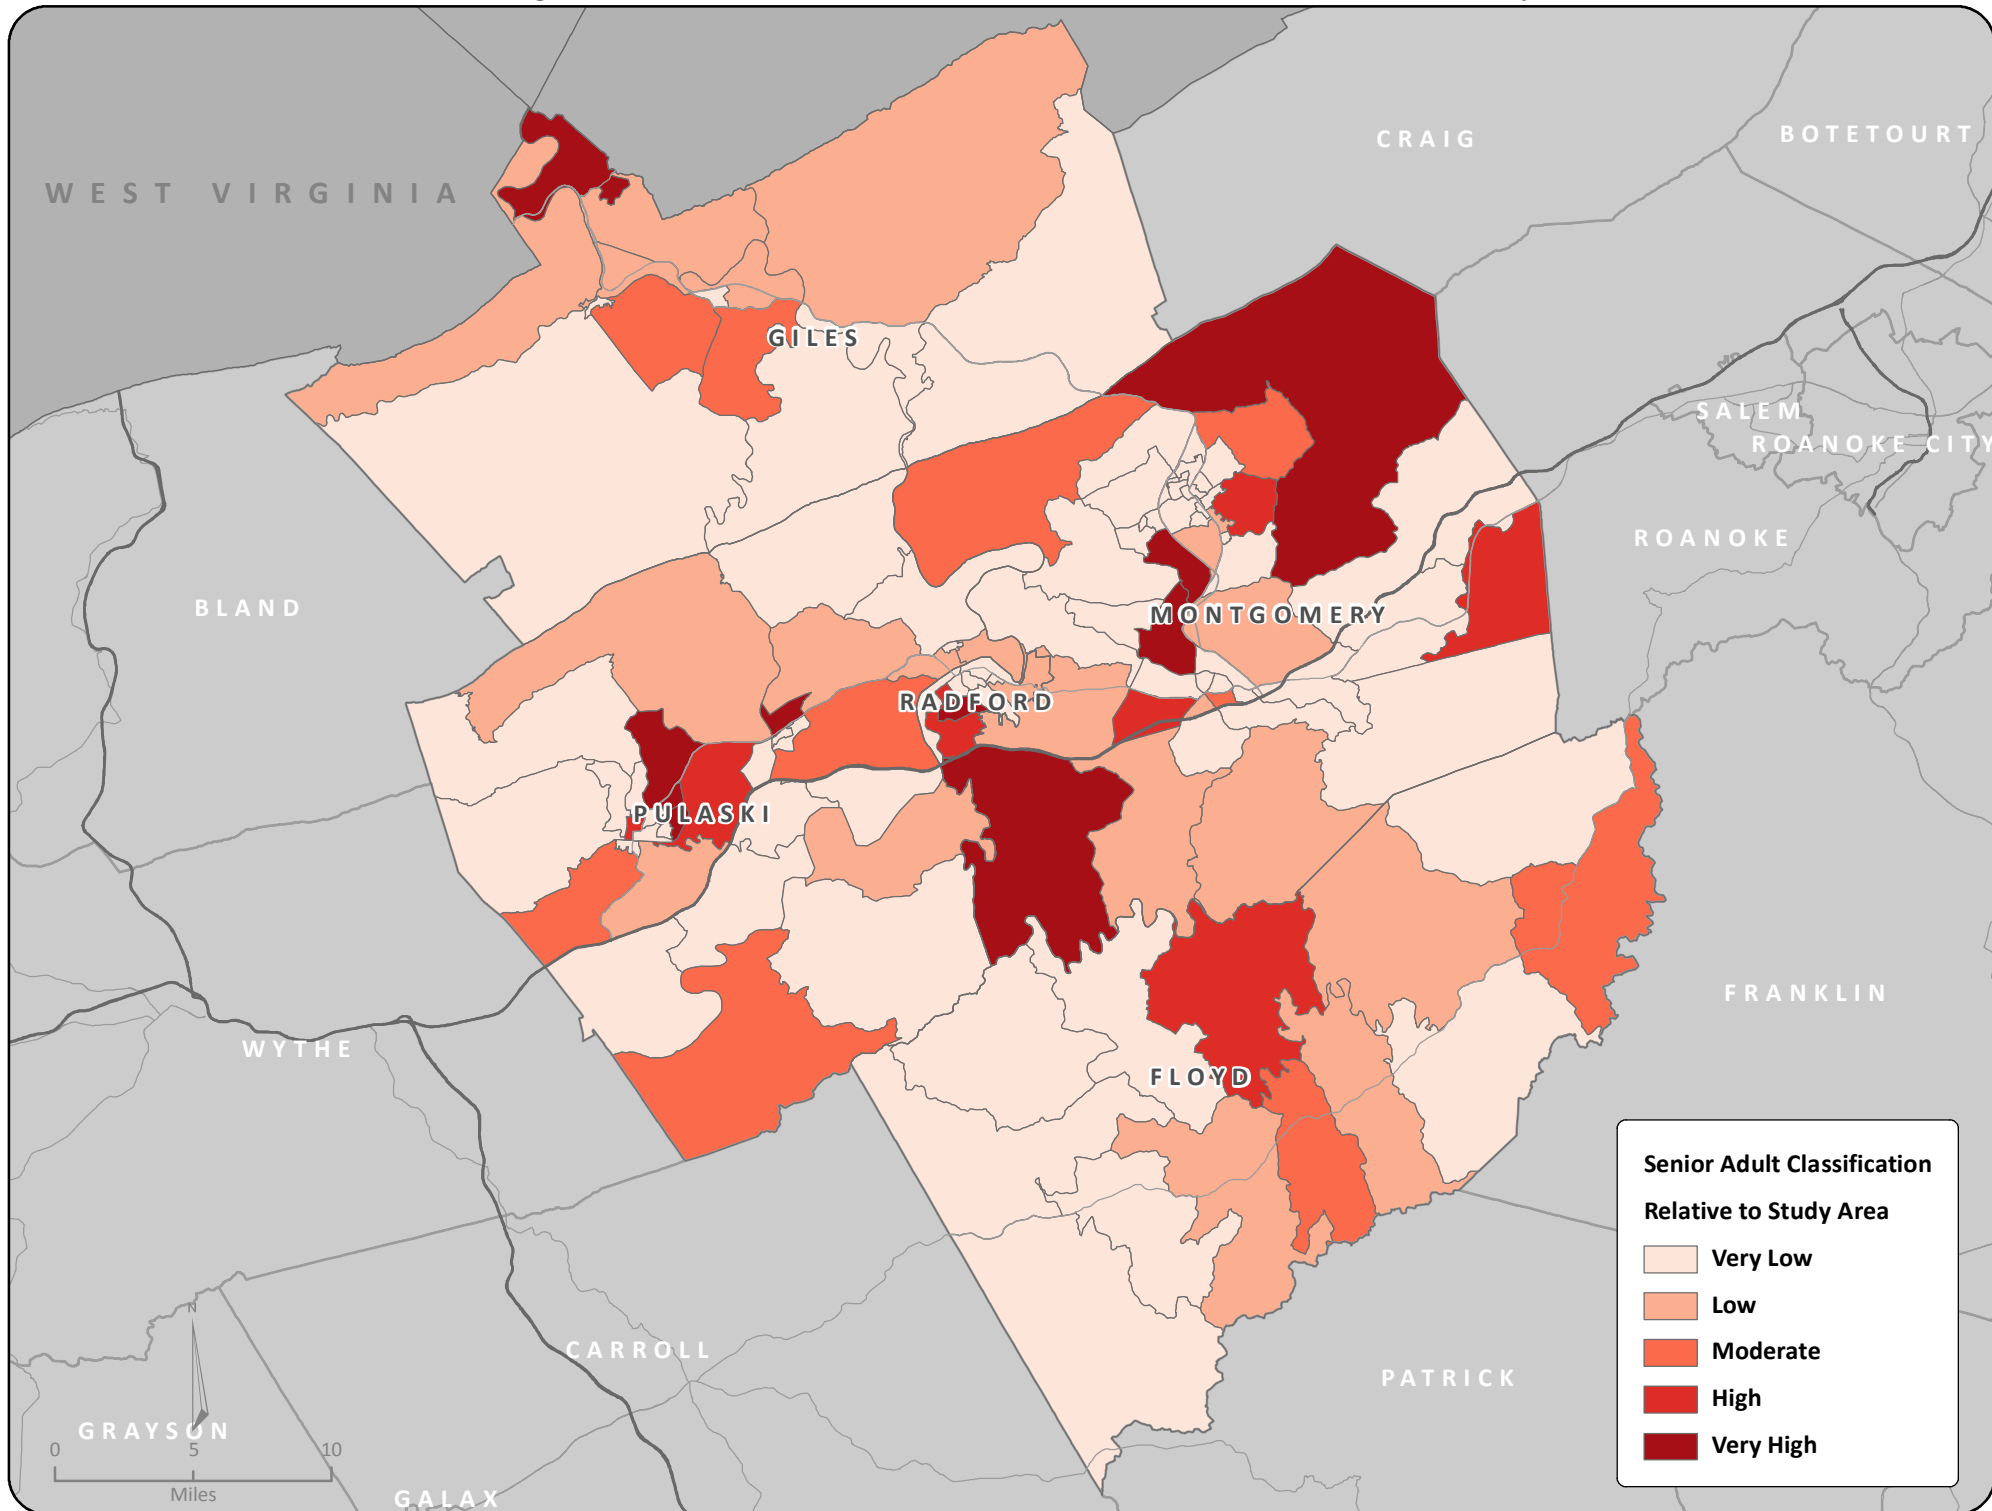 CRAIG
BOTETOURT
WEST VIRGINIA
GILES
SALEM
ROANOKE CITY
ROANOKE
BLAND
MONTGOMERY
RADFORD
PULASKI
FRANKLIN
WYTHE
FLOYD
CARROLL
PATRICK
GRAYSON
GALAX
N
0 5 10
Miles
Senior Adult Classification
Relative to Study Area
Very Low
Low
Moderate
High
Very High